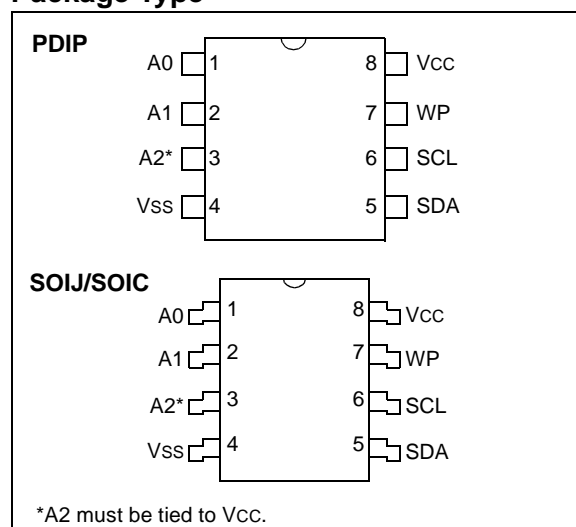 Package Type
PDIP
A0 1 8 VCC
A1 2 7 WP
A2* 3 6 SCL
VSS 4 5 SDA
SOIJ/SOIC
A0 1 8 VCC
A1 2 7 WP
A2* 3 6 SCL
VSS 4 5 SDA
*A2 must be tied to VCC.